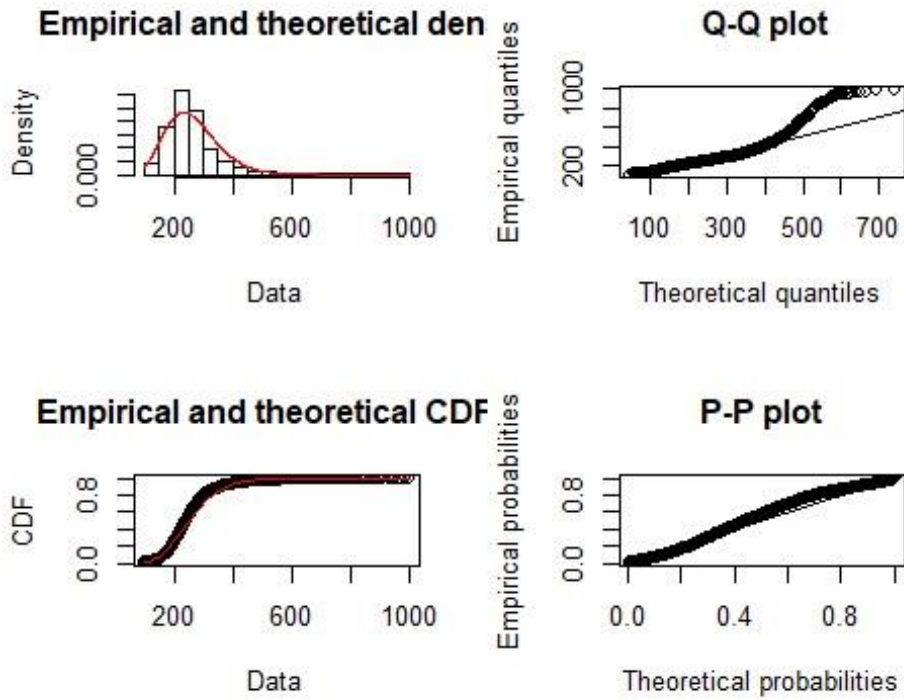 Empirical and theoretical den
Density
0.000
200 600 1000
Data
Q-Q plot
Empirical quantiles
200 1000
100 300 500 700
Theoretical quantiles
Empirical and theoretical CDF
CDF
0.0 0.8
200 600 1000
Data
P-P plot
Empirical probabilities
0.0 0.8
0.0 0.4 0.8
Theoretical probabilities